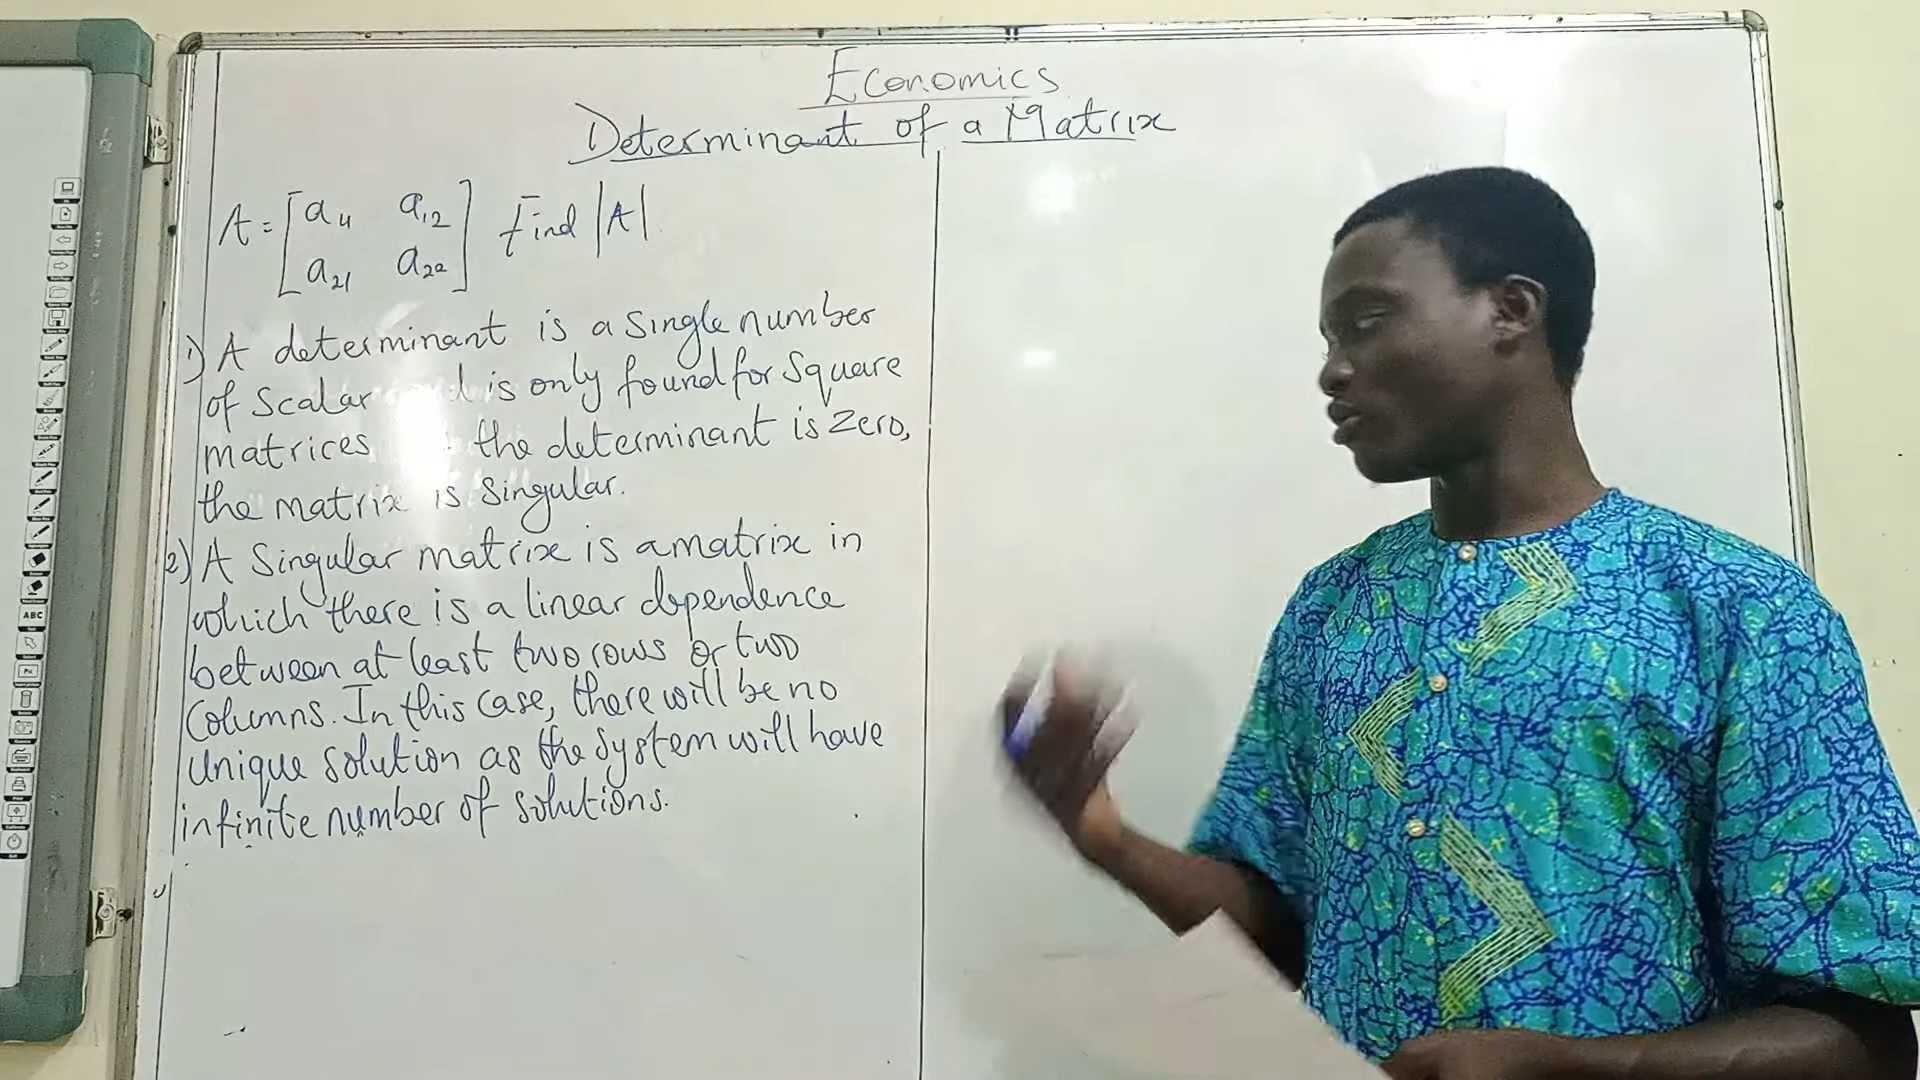 Economics
Determinant of a Matrix
A = [a11 a12
a21 a22] Find |A|.
1) A determinant is a single number
of scalar is only found for square
matrices the determinant is zero,
the matrix is singular.
2) A singular matrix is a matrix in
which there is a linear dependence
between at least two rows or two
columns. In this case, there will be no
unique solution as the system will have
infinite number of solutions.
ABC